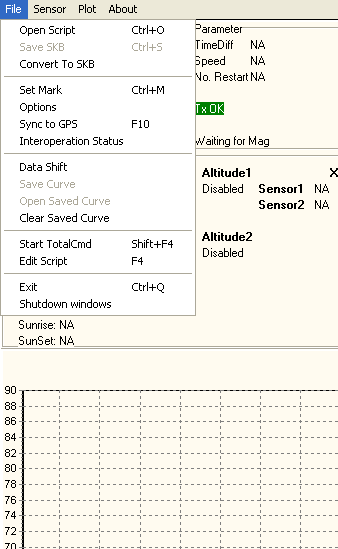 File Sensor Plot About
Open Script Ctrl+O
Save SKB Ctrl+S
Convert To SKB
Set Mark Ctrl+M
Options
Sync to GPS F10
Interoperation Status
Data Shift
Save Curve
Open Saved Curve
Clear Saved Curve
Start TotalCmd Shift+F4
Edit Script F4
Exit Ctrl+Q
Shutdown windows
Parameter
TimeDiff NA
Speed NA
No. Restart NA
Tx OK
Waiting for Mag
Altitude1 X
Disabled Sensor1 NA
Sensor2 NA
Altitude2
Disabled
Sunrise: NA
SunSet: NA
90
88
86
84
82
80
78
76
74
72
70